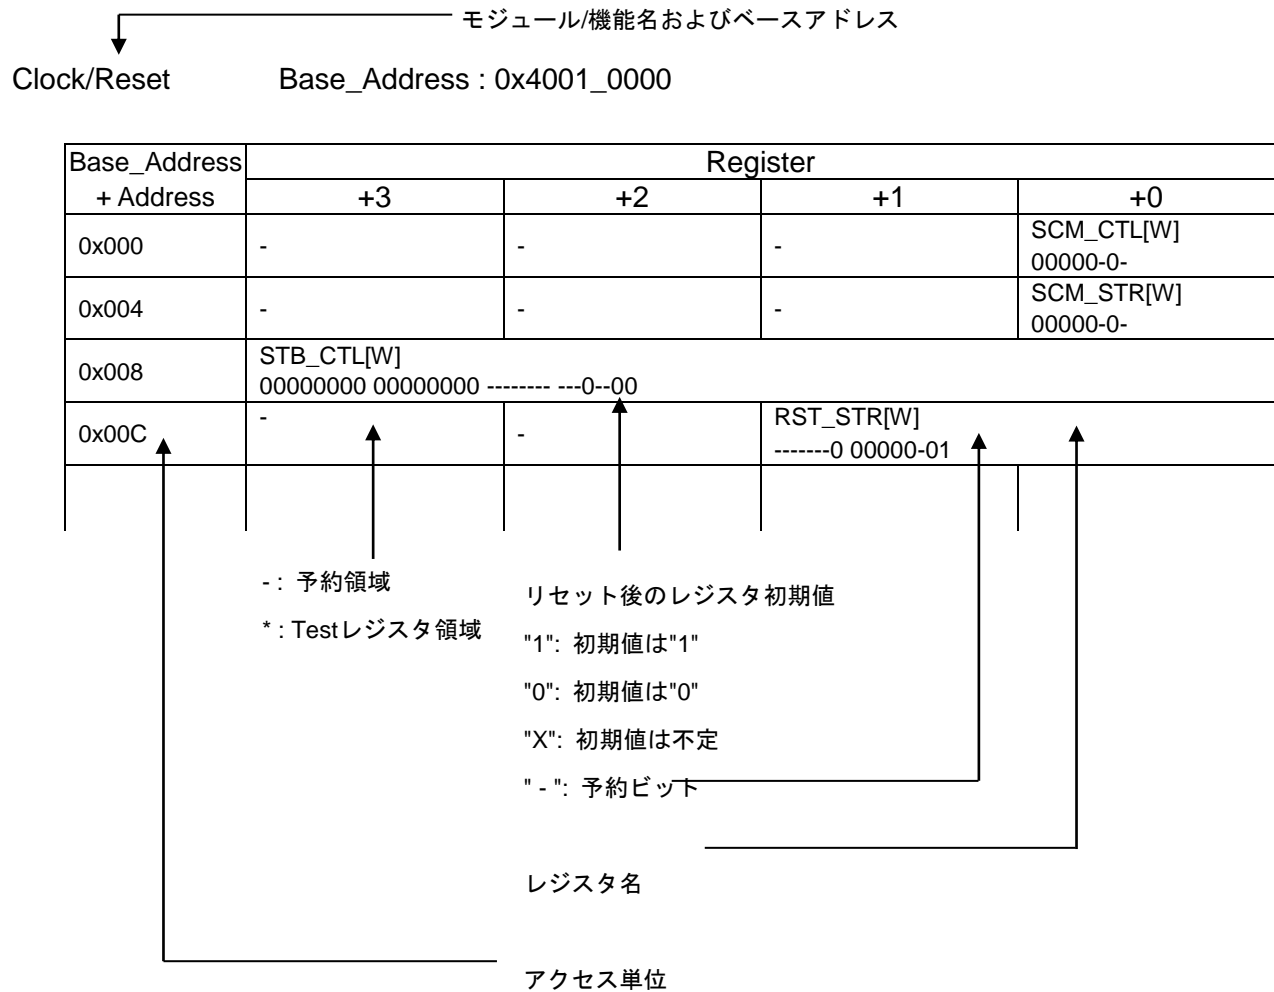 モジュール/機能名およびベースアドレス
Clock/Reset Base_Address : 0x4001_0000
Base_Address + Address Register
+3 +2 +1 +0
0x000 - - - SCM_CTL[W]
00000-0-
0x004 - - - SCM_STR[W]
00000-0-
0x008 STB_CTL[W]
00000000 00000000 -------- ---0--00
0x00C - - RST_STR[W]
-------0 00000-01
- : 予約領域
* : Testレジスタ領域
リセット後のレジスタ初期値
"1": 初期値は"1"
"0": 初期値は"0"
"X": 初期値は不定
" - ": 予約ビット
レジスタ名
アクセス単位